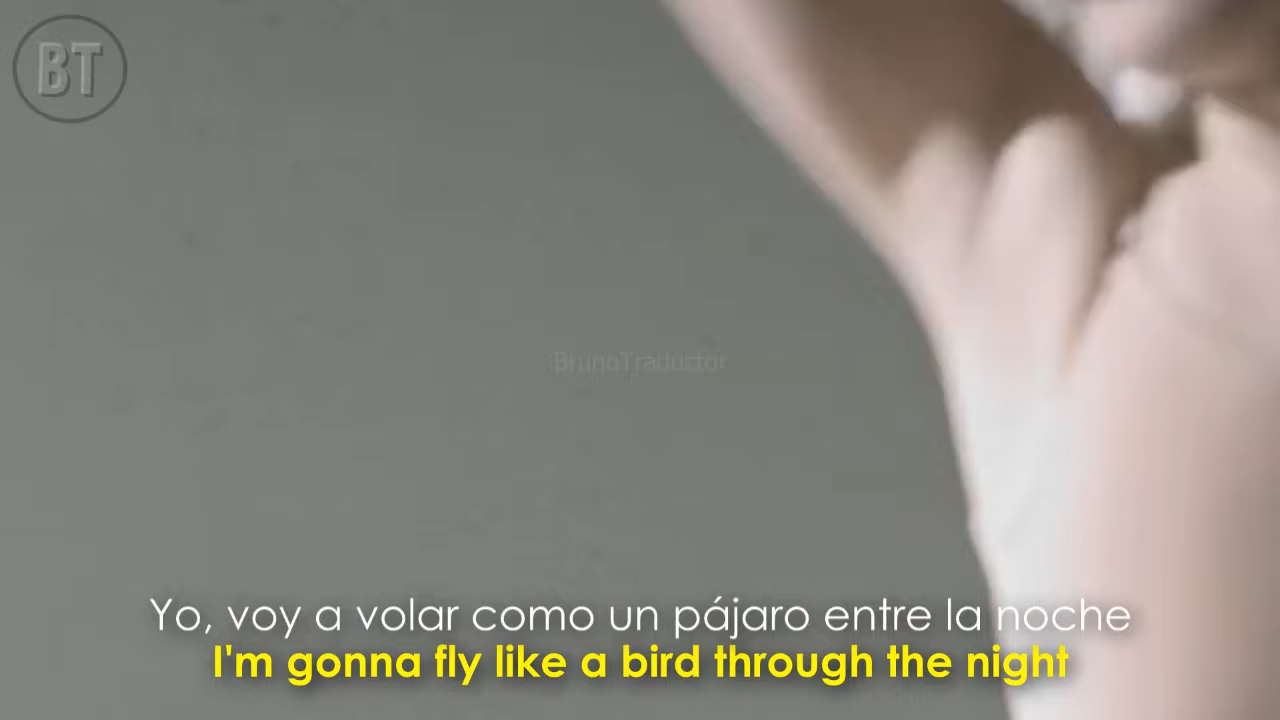 BT
BrunoTraductor
Yo, voy a volar como un pájaro entre la noche
I'm gonna fly like a bird through the night